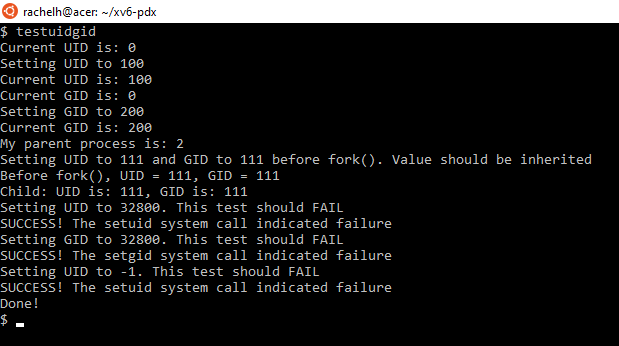 rachelh@acer: ~/xv6-pdx
$ testuidgid
Current UID is: 0
Setting UID to 100
Current UID is: 100
Current GID is: 0
Setting GID to 200
Current GID is: 200
My parent process is: 2
Setting UID to 111 and GID to 111 before fork(). Value should be inherited
Before fork(), UID = 111, GID = 111
Child: UID is: 111, GID is: 111
Setting UID to 32800. This test should FAIL
SUCCESS! The setuid system call indicated failure
Setting GID to 32800. This test should FAIL
SUCCESS! The setgid system call indicated failure
Setting UID to -1. This test should FAIL
SUCCESS! The setuid system call indicated failure
Done!
$